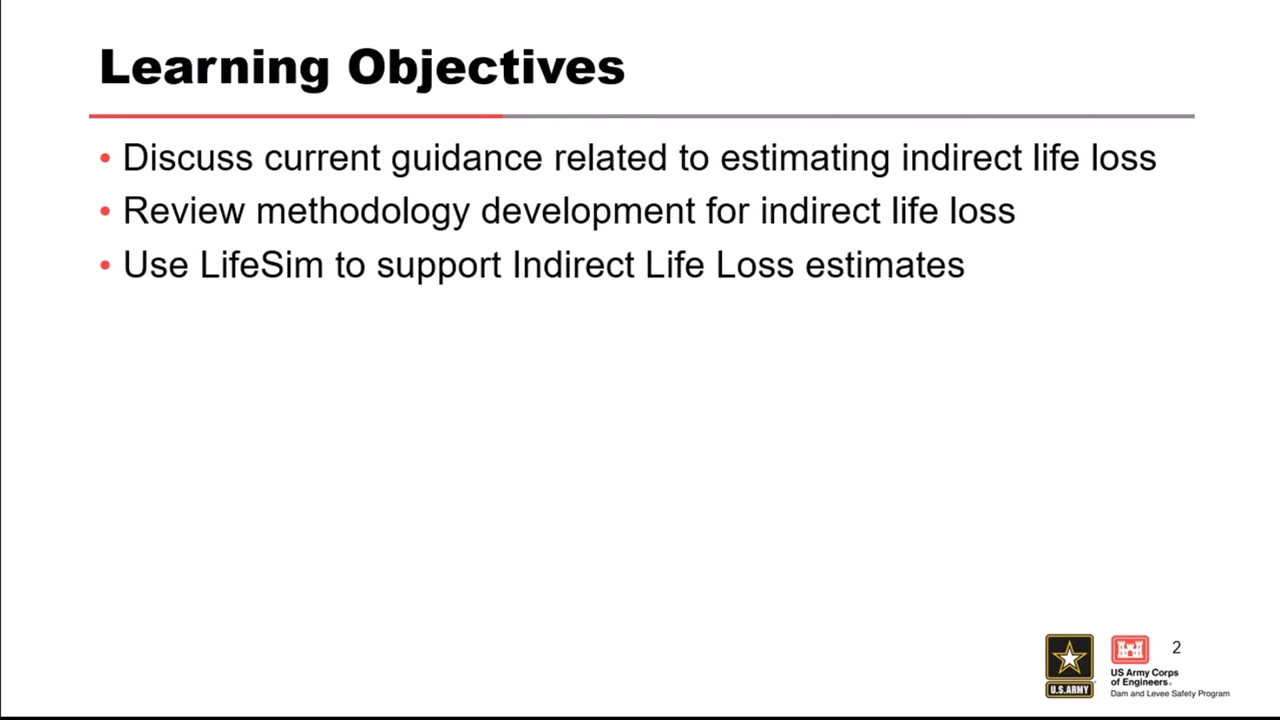 Learning Objectives
• Discuss current guidance related to estimating indirect life loss
• Review methodology development for indirect life loss
• Use LifeSim to support Indirect Life Loss estimates
2
U.S.ARMY
US Army Corps
of Engineers®
Dam and Levee Safety Program